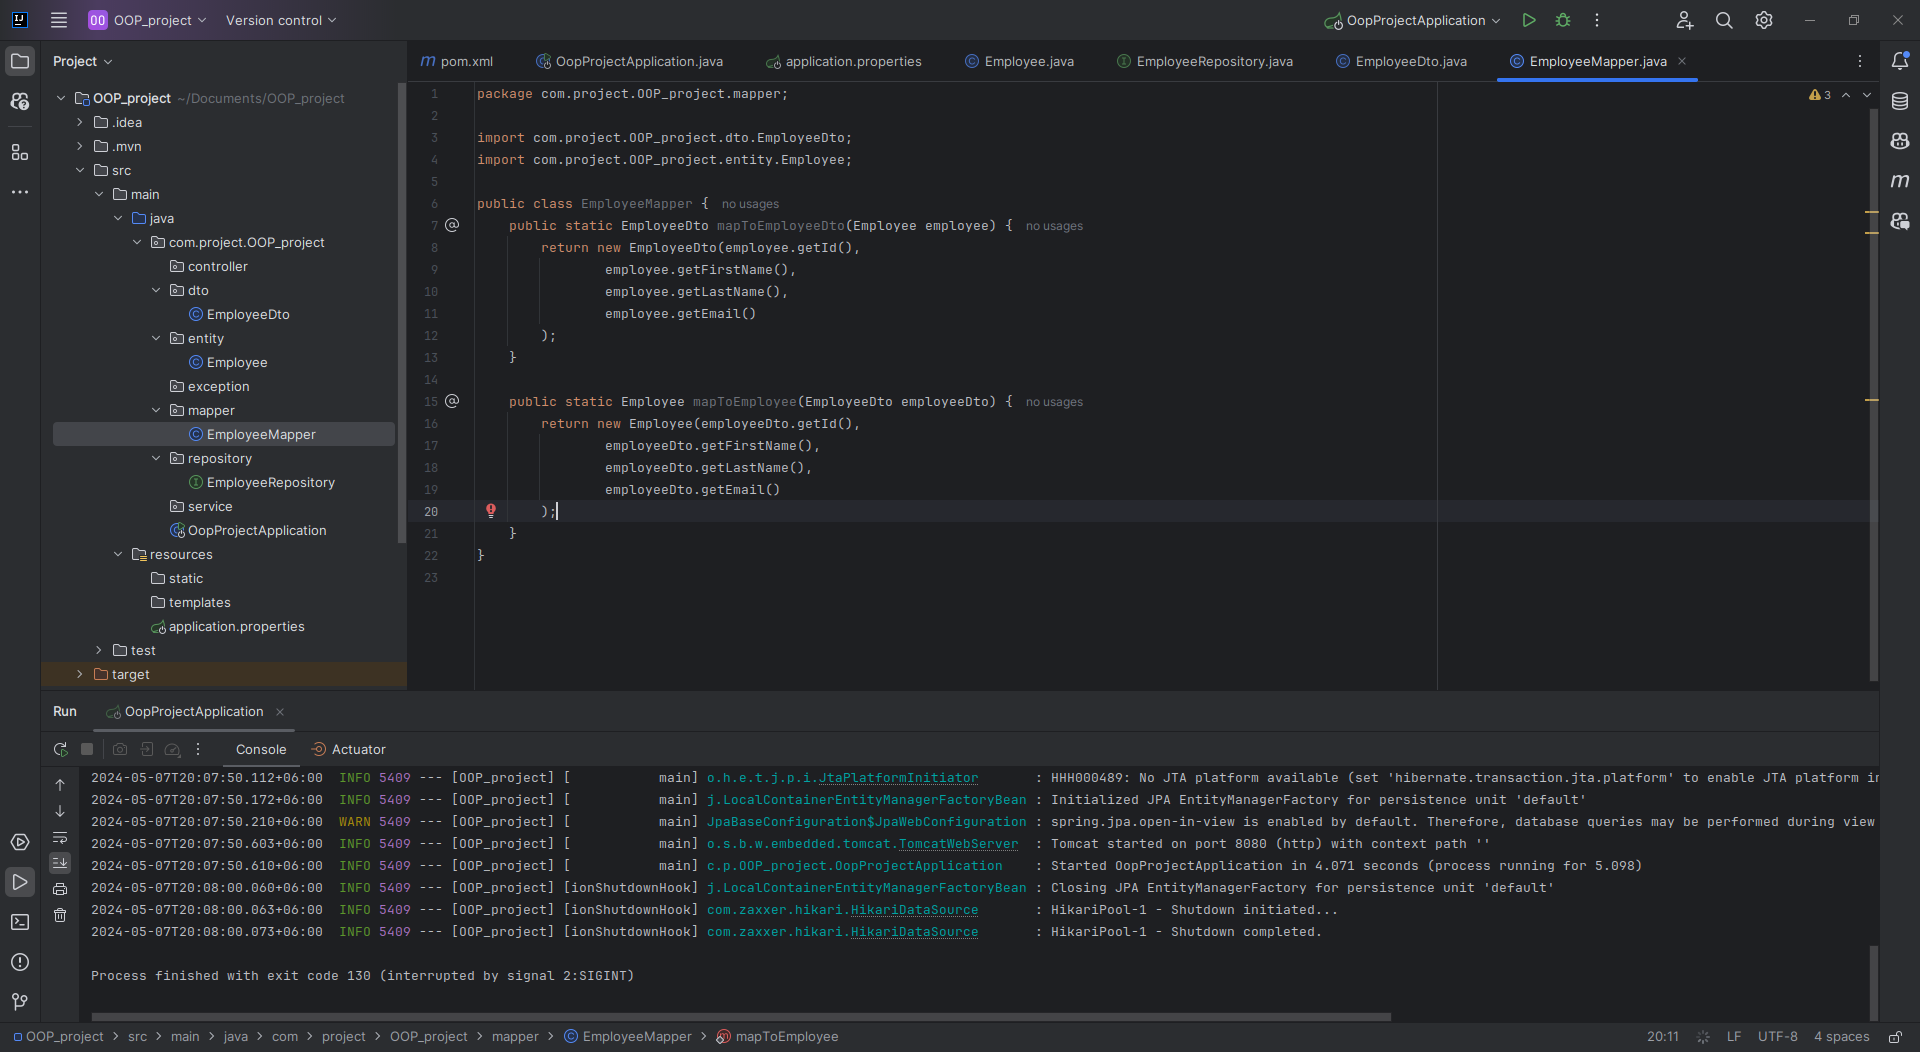 OO OOP_project Version control OopProjectApplication
Project
OOP_project ~/Documents/OOP_project
.idea
.mvn
src
main
java
com.project.OOP_project
controller
dto
EmployeeDto
entity
Employee
exception
mapper
EmployeeMapper
repository
EmployeeRepository
service
OopProjectApplication
resources
static
templates
application.properties
test
target
pom.xml OopProjectApplication.java application.properties Employee.java EmployeeRepository.java EmployeeDto.java EmployeeMapper.java
3
1 package com.project.OOP_project.mapper;
2
3 import com.project.OOP_project.dto.EmployeeDto;
4 import com.project.OOP_project.entity.Employee;
5
6 public class EmployeeMapper { no usages
7 public static EmployeeDto mapToEmployeeDto(Employee employee) { no usages
8 return new EmployeeDto(employee.getId(),
9 employee.getFirstName(),
10 employee.getLastName(),
11 employee.getEmail()
12 );
13 }
14
15 public static Employee mapToEmployee(EmployeeDto employeeDto) { no usages
16 return new Employee(employeeDto.getId(),
17 employeeDto.getFirstName(),
18 employeeDto.getLastName(),
19 employeeDto.getEmail()
20 );
21 }
22 }
23
Run OopProjectApplication
Console Actuator
2024-05-07T20:07:50.112+06:00 INFO 5409 --- [OOP_project] [ main] o.h.e.t.j.p.i.JtaPlatformInitiator : HHH000489: No JTA platform available (set 'hibernate.transaction.jta.platform' to enable JTA platform in
2024-05-07T20:07:50.172+06:00 INFO 5409 --- [OOP_project] [ main] j.LocalContainerEntityManagerFactoryBean : Initialized JPA EntityManagerFactory for persistence unit 'default'
2024-05-07T20:07:50.210+06:00 WARN 5409 --- [OOP_project] [ main] JpaBaseConfiguration$JpaWebConfiguration : spring.jpa.open-in-view is enabled by default. Therefore, database queries may be performed during view
2024-05-07T20:07:50.603+06:00 INFO 5409 --- [OOP_project] [ main] o.s.b.w.embedded.tomcat.TomcatWebServer : Tomcat started on port 8080 (http) with context path ''
2024-05-07T20:07:50.610+06:00 INFO 5409 --- [OOP_project] [ main] c.p.OOP_project.OopProjectApplication : Started OopProjectApplication in 4.071 seconds (process running for 5.098)
2024-05-07T20:08:00.060+06:00 INFO 5409 --- [OOP_project] [ionShutdownHook] j.LocalContainerEntityManagerFactoryBean : Closing JPA EntityManagerFactory for persistence unit 'default'
2024-05-07T20:08:00.063+06:00 INFO 5409 --- [OOP_project] [ionShutdownHook] com.zaxxer.hikari.HikariDataSource : HikariPool-1 - Shutdown initiated...
2024-05-07T20:08:00.073+06:00 INFO 5409 --- [OOP_project] [ionShutdownHook] com.zaxxer.hikari.HikariDataSource : HikariPool-1 - Shutdown completed.
Process finished with exit code 130 (interrupted by signal 2:SIGINT)
OOP_project > src > main > java > com > project > OOP_project > mapper > EmployeeMapper > mapToEmployee 20:11 LF UTF-8 4 spaces